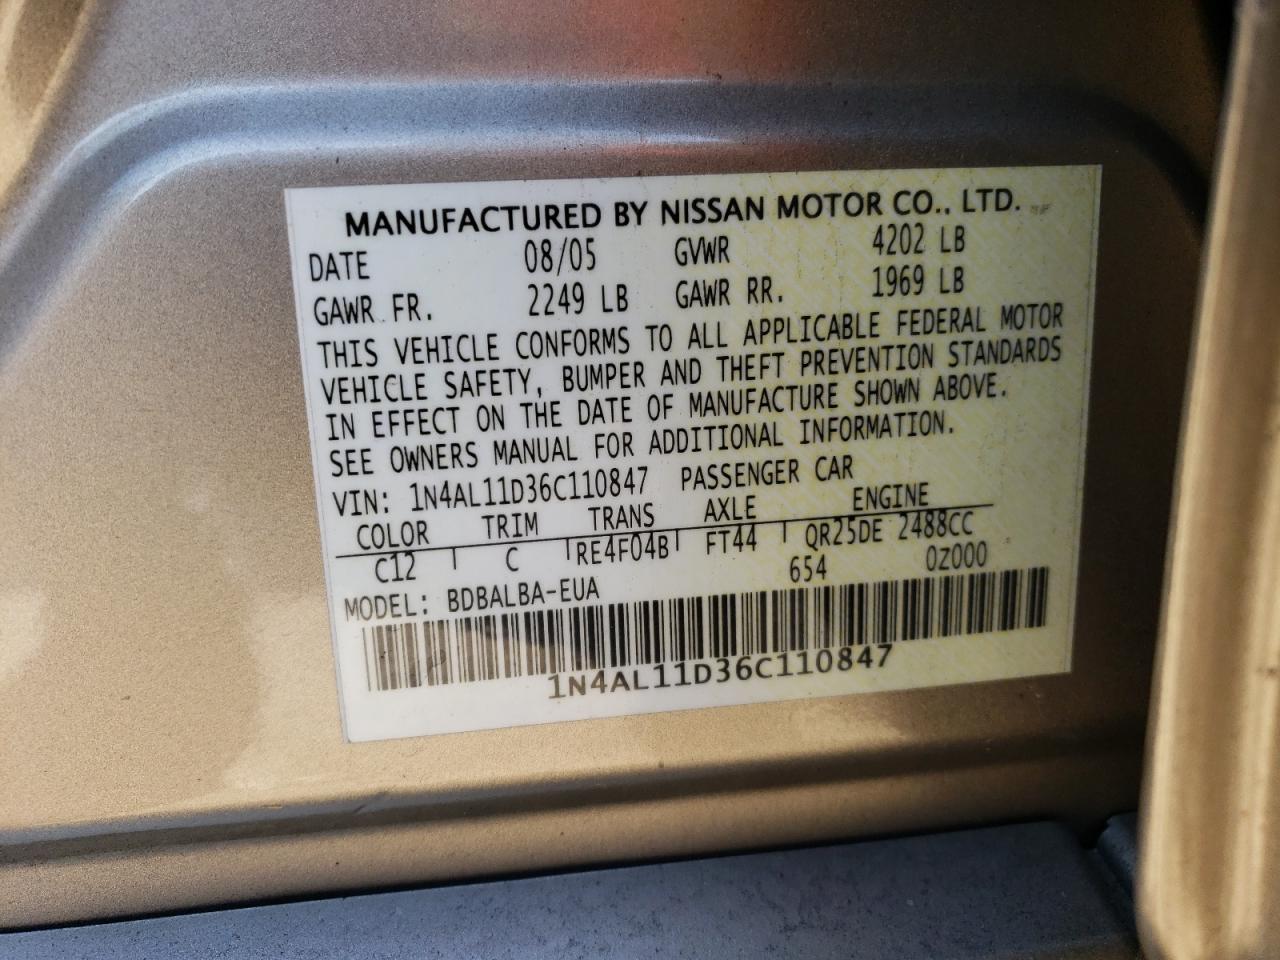 MANUFACTURED BY NISSAN MOTOR CO., LTD.
DATE 08/05 GVWR 4202 LB
GAWR FR. 2249 LB GAWR RR. 1969 LB
THIS VEHICLE CONFORMS TO ALL APPLICABLE FEDERAL MOTOR
VEHICLE SAFETY, BUMPER AND THEFT PREVENTION STANDARDS
IN EFFECT ON THE DATE OF MANUFACTURE SHOWN ABOVE.
SEE OWNERS MANUAL FOR ADDITIONAL INFORMATION.
VIN: 1N4AL11D36C110847 PASSENGER CAR
COLOR TRIM TRANS AXLE ENGINE
C12 C RE4F04B FT44 QR25DE 2488CC
654 0Z000
MODEL: BDBALBA-EUA
1N4AL11D36C110847